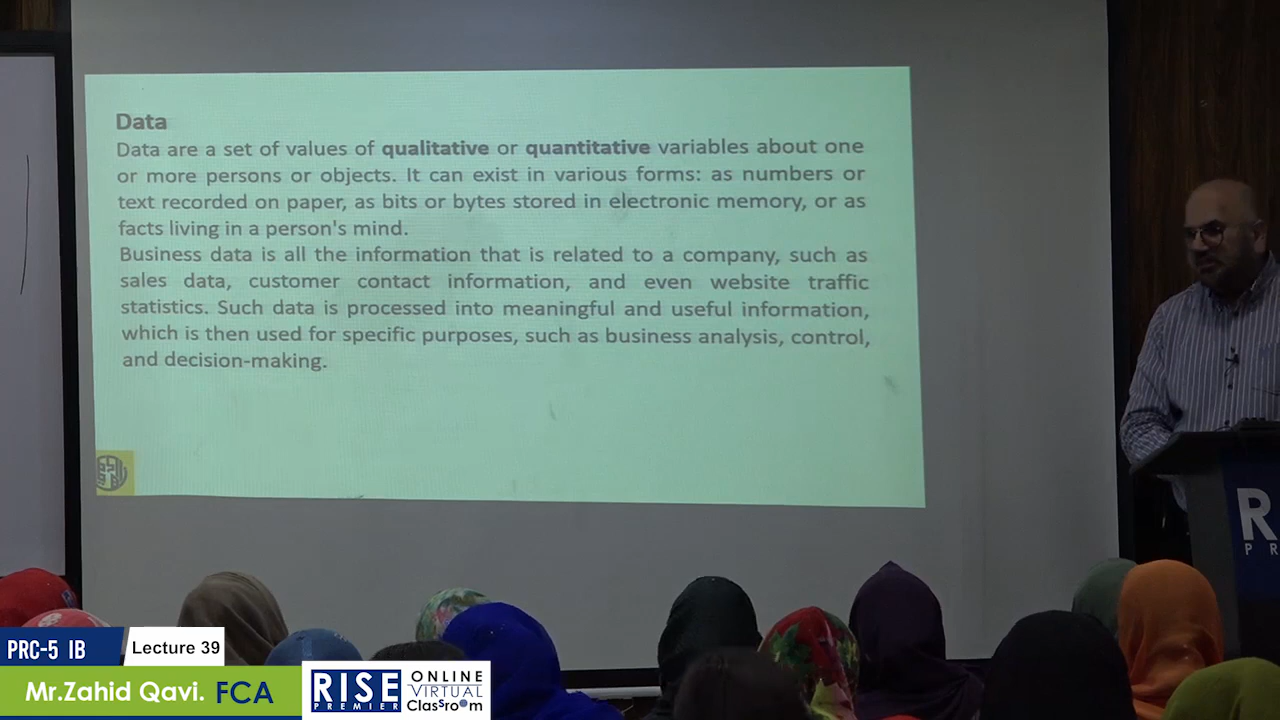 Data
Data are a set of values of qualitative or quantitative variables about one
or more persons or objects. It can exist in various forms: as numbers or
text recorded on paper, as bits or bytes stored in electronic memory, or as
facts living in a person's mind.
Business data is all the information that is related to a company, such as
sales data, customer contact information, and even website traffic
statistics. Such data is processed into meaningful and useful information,
which is then used for specific purposes, such as business analysis, control,
and decision-making.
R
P R
PRC-5 IB
Lecture 39
Mr.Zahid Qavi. FCA
RISE
PREMIER
ONLINE
VIRTUAL
Classroom